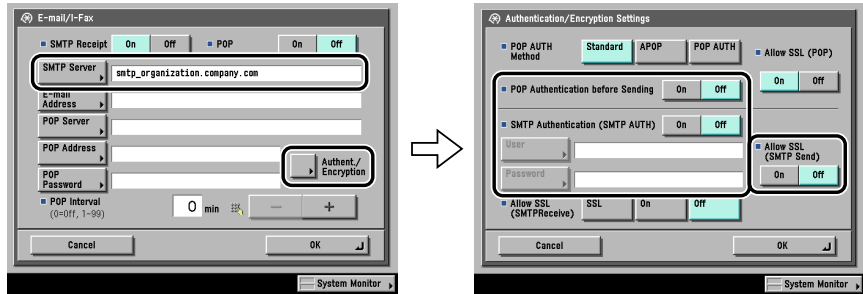 E-mail/I-Fax
SMTP Receipt On Off POP On Off
SMTP Server smtp_organization.company.com
E-mail
Address
POP Server
POP Address
Authent./
Encryption
POP
Password
POP Interval
(0=Off, 1-99)
0 min − +
Cancel OK
System Monitor
Authentication/Encryption Settings
POP AUTH
Method
Standard APOP POP AUTH
Allow SSL (POP)
On Off
POP Authentication before Sending On Off
SMTP Authentication (SMTP AUTH) On Off
User
Password
Allow SSL
(SMTP Send)
On Off
Allow SSL
(SMTPReceive)
SSL On Off
Cancel OK
System Monitor